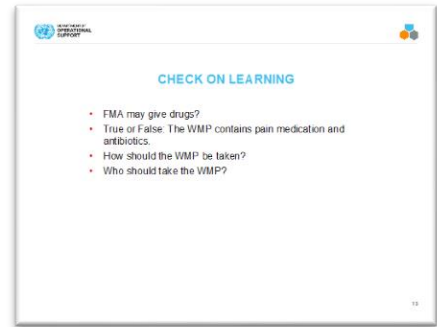 DEPARTMENT OF
OPERATIONAL
SUPPORT
CHECK ON LEARNING
• FMA may give drugs?
• True or False: The WMP contains pain medication and
antibiotics.
• How should the WMP be taken?
• Who should take the WMP?